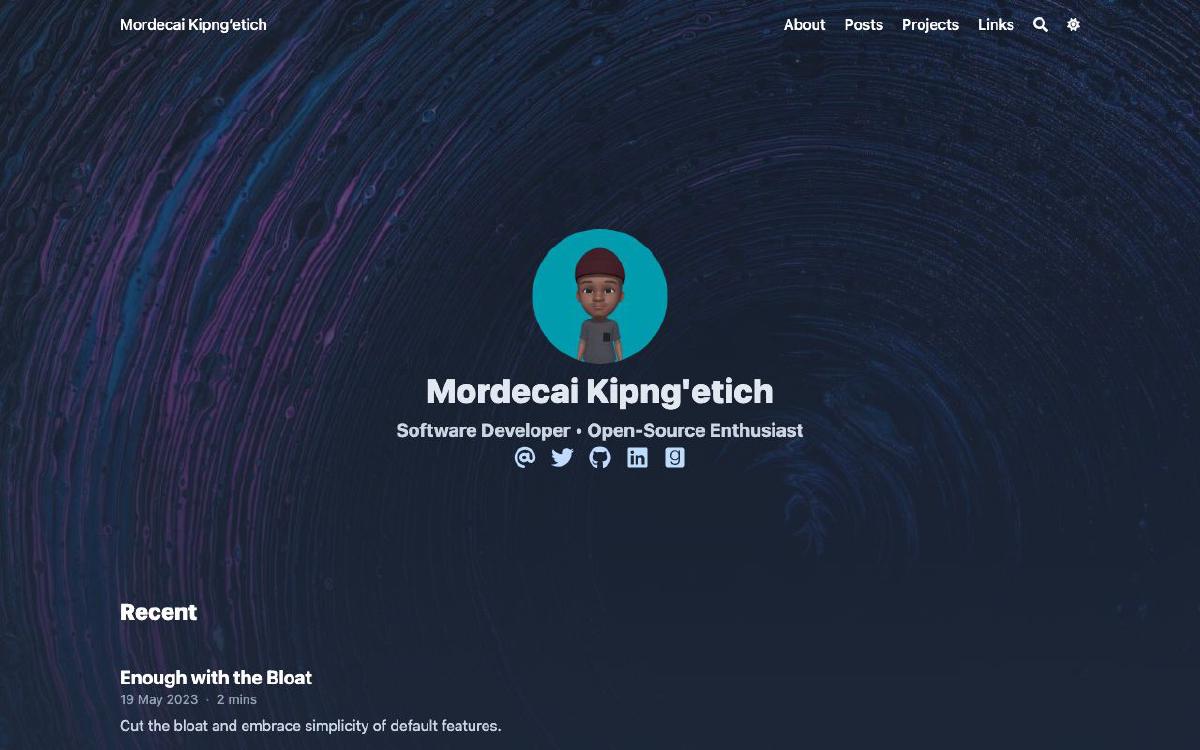 Mordecai Kipng’etich
About Posts Projects Links
Mordecai Kipng'etich
Software Developer • Open-Source Enthusiast
Recent
Enough with the Bloat
19 May 2023 · 2 mins
Cut the bloat and embrace simplicity of default features.